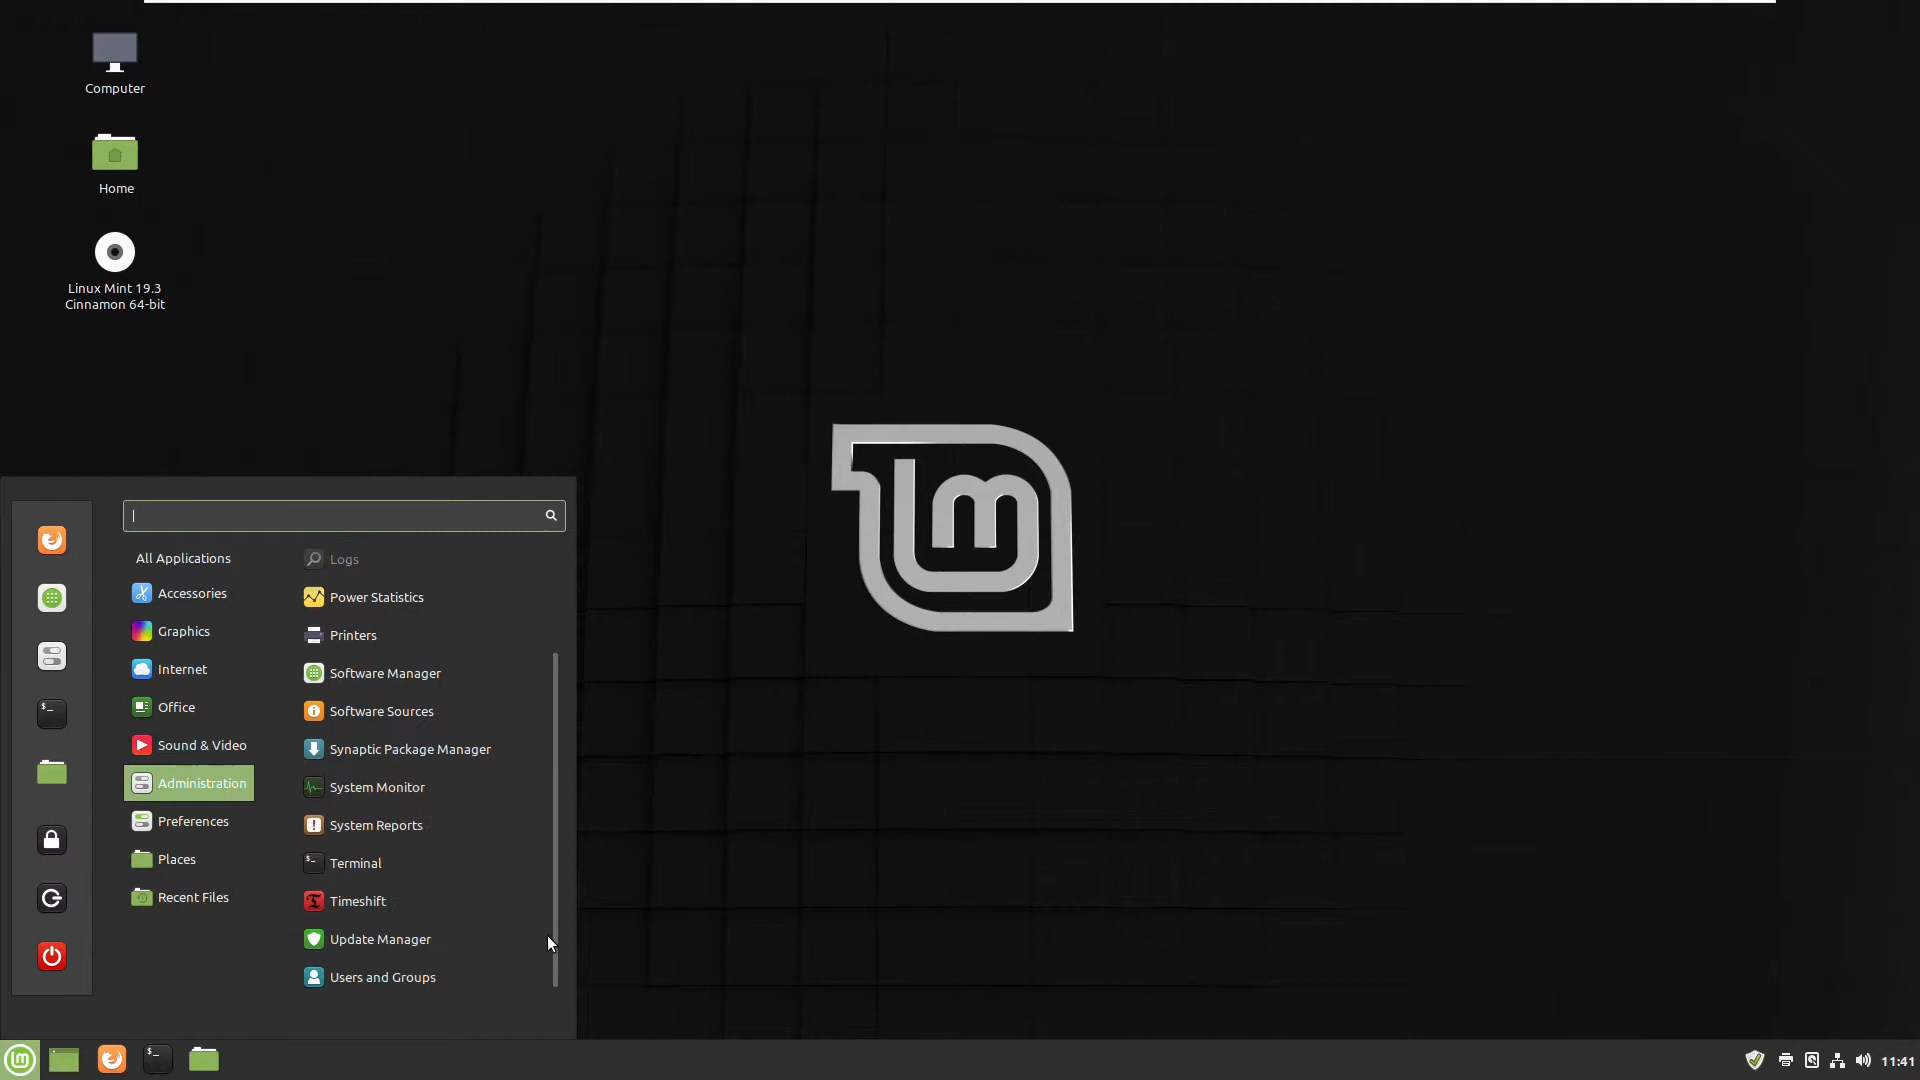 Computer
Home
Linux Mint 19.3
Cinnamon 64-bit
lm
All Applications
Accessories
Graphics
Internet
Office
Sound & Video
Administration
Preferences
Places
Recent Files
Logs
Power Statistics
Printers
Software Manager
Software Sources
Synaptic Package Manager
System Monitor
System Reports
Terminal
Timeshift
Update Manager
Users and Groups
11:41